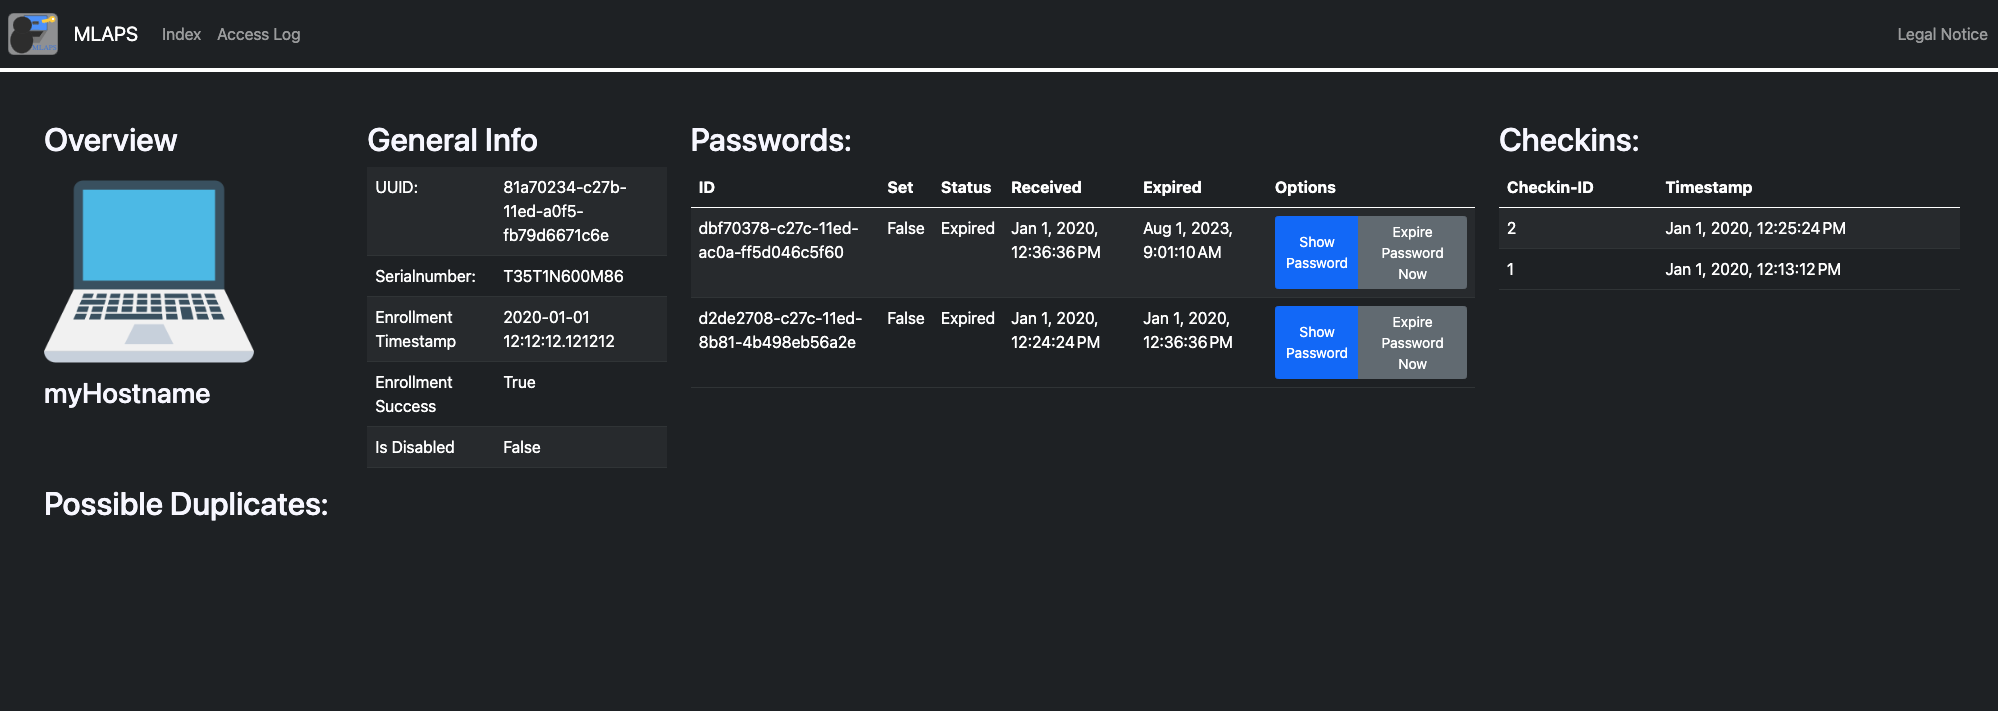 MLAPS
MLAPS Index Access Log Legal Notice
Overview
myHostname
General Info
UUID: 81a70234-c27b-
11ed-a0f5-
fb79d6671c6e
Serialnumber: T35T1N600M86
Enrollment 2020-01-01
Timestamp 12:12:12.121212
Enrollment True
Success
Is Disabled False
Passwords:
ID Set Status Received Expired Options
dbf70378-c27c-11ed- False Expired Jan 1, 2020, Aug 1, 2023,
ac0a-ff5d046c5f60 12:36:36 PM 9:01:10 AM
Show
Password
Expire
Password
Now
d2de2708-c27c-11ed- False Expired Jan 1, 2020, Jan 1, 2020,
8b81-4b498eb56a2e 12:24:24 PM 12:36:36 PM
Show
Password
Expire
Password
Now
Checkins:
Checkin-ID Timestamp
2 Jan 1, 2020, 12:25:24 PM
1 Jan 1, 2020, 12:13:12 PM
Possible Duplicates: